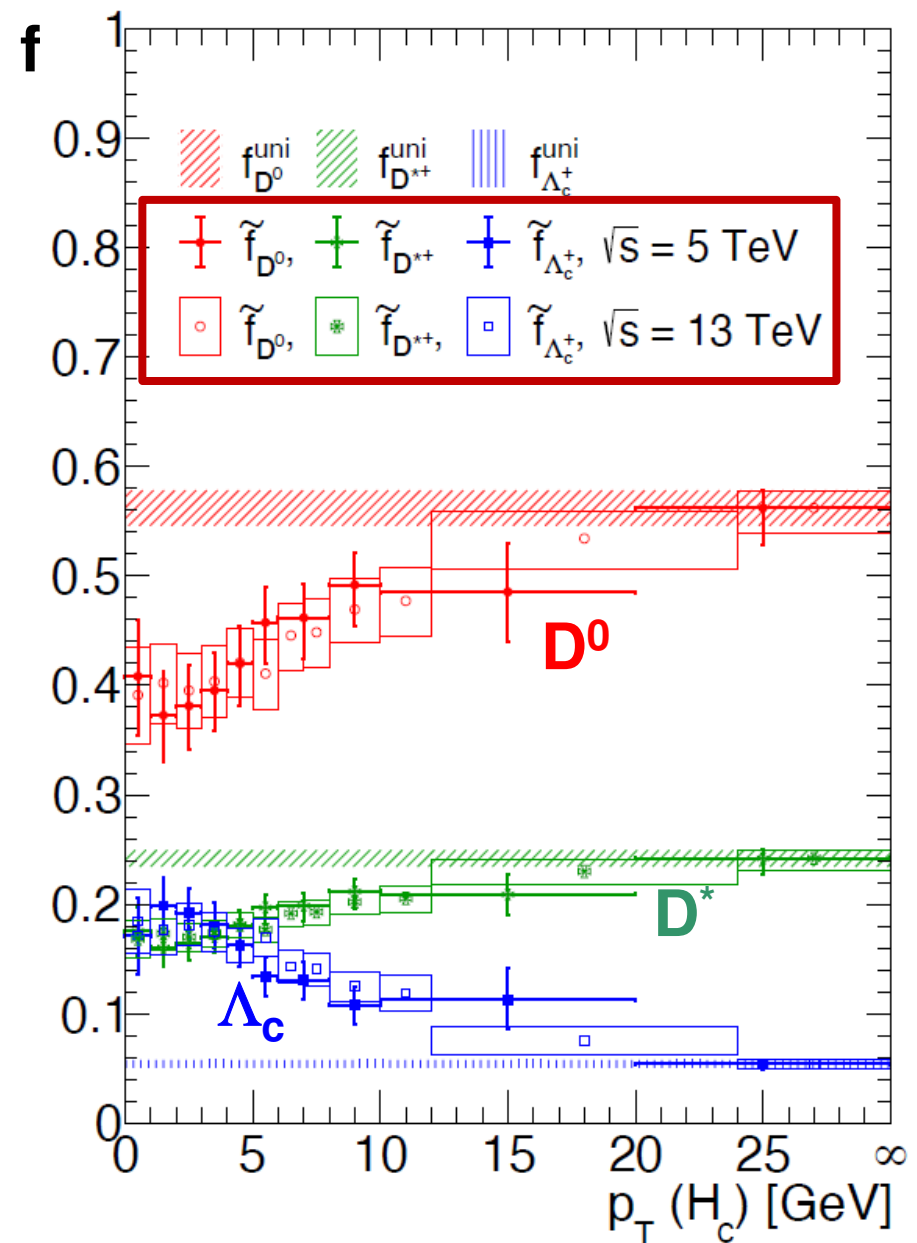 f
1
0.9
f^uni_D⁰ f^uni_D*⁺ f^uni_Λc⁺
0.8
f̃_D⁰, f̃_D*⁺ f̃_Λc⁺, √s = 5 TeV
0.7
f̃_D⁰, f̃_D*⁺, f̃_Λc⁺, √s = 13 TeV
0.6
0.5
D⁰
0.4
0.3
0.2
D*
0.1
Λc
0
0 5 10 15 20 25 ∞
p_T (H_c) [GeV]